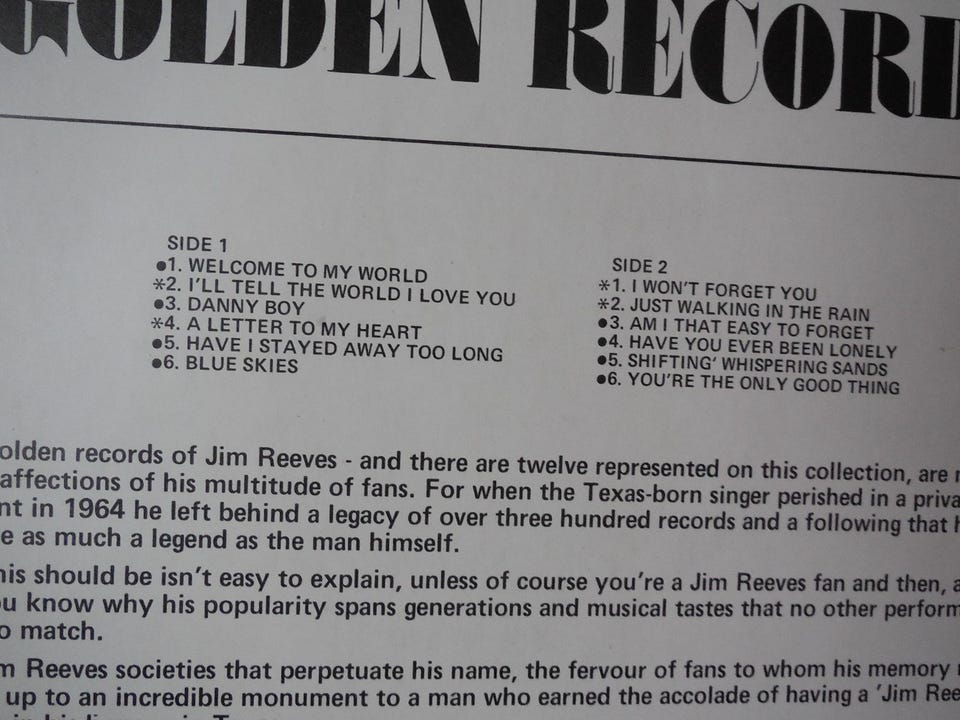 GOLDEN RECORD
SIDE 1
●1. WELCOME TO MY WORLD
*2. I'LL TELL THE WORLD I LOVE YOU
●3. DANNY BOY
*4. A LETTER TO MY HEART
●5. HAVE I STAYED AWAY TOO LONG
●6. BLUE SKIES
SIDE 2
*1. I WON'T FORGET YOU
*2. JUST WALKING IN THE RAIN
●3. AM I THAT EASY TO FORGET
●4. HAVE YOU EVER BEEN LONELY
●5. SHIFTING' WHISPERING SANDS
●6. YOU'RE THE ONLY GOOD THING
olden records of Jim Reeves - and there are twelve represented on this collection, are
affections of his multitude of fans. For when the Texas-born singer perished in a priva
nt in 1964 he left behind a legacy of over three hundred records and a following that h
e as much a legend as the man himself.
his should be isn't easy to explain, unless of course you're a Jim Reeves fan and then, a
ou know why his popularity spans generations and musical tastes that no other perform
o match.
m Reeves societies that perpetuate his name, the fervour of fans to whom his memory
up to an incredible monument to a man who earned the accolade of having a 'Jim Ree